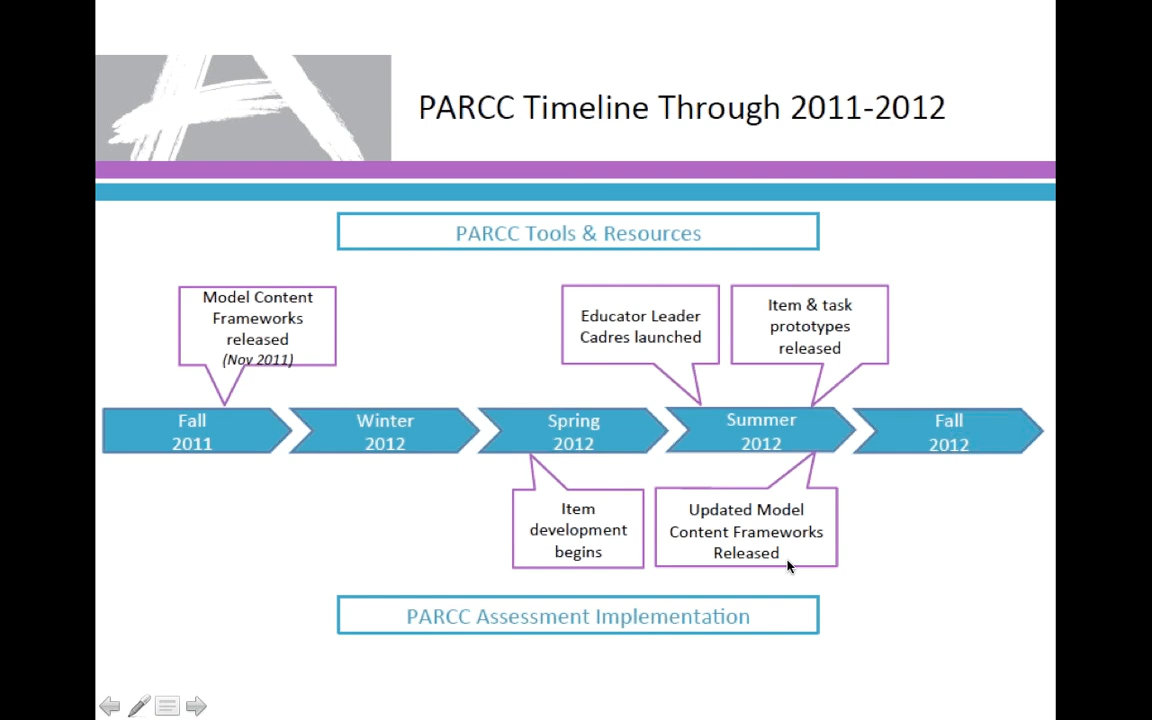 PARCC Timeline Through 2011-2012
PARCC Tools & Resources
Model Content
Frameworks
released
(Nov 2011)
Educator Leader
Cadres launched
Item & task
prototypes
released
Fall
2011
Winter
2012
Spring
2012
Summer
2012
Fall
2012
Item
development
begins
Updated Model
Content Frameworks
Released
PARCC Assessment Implementation